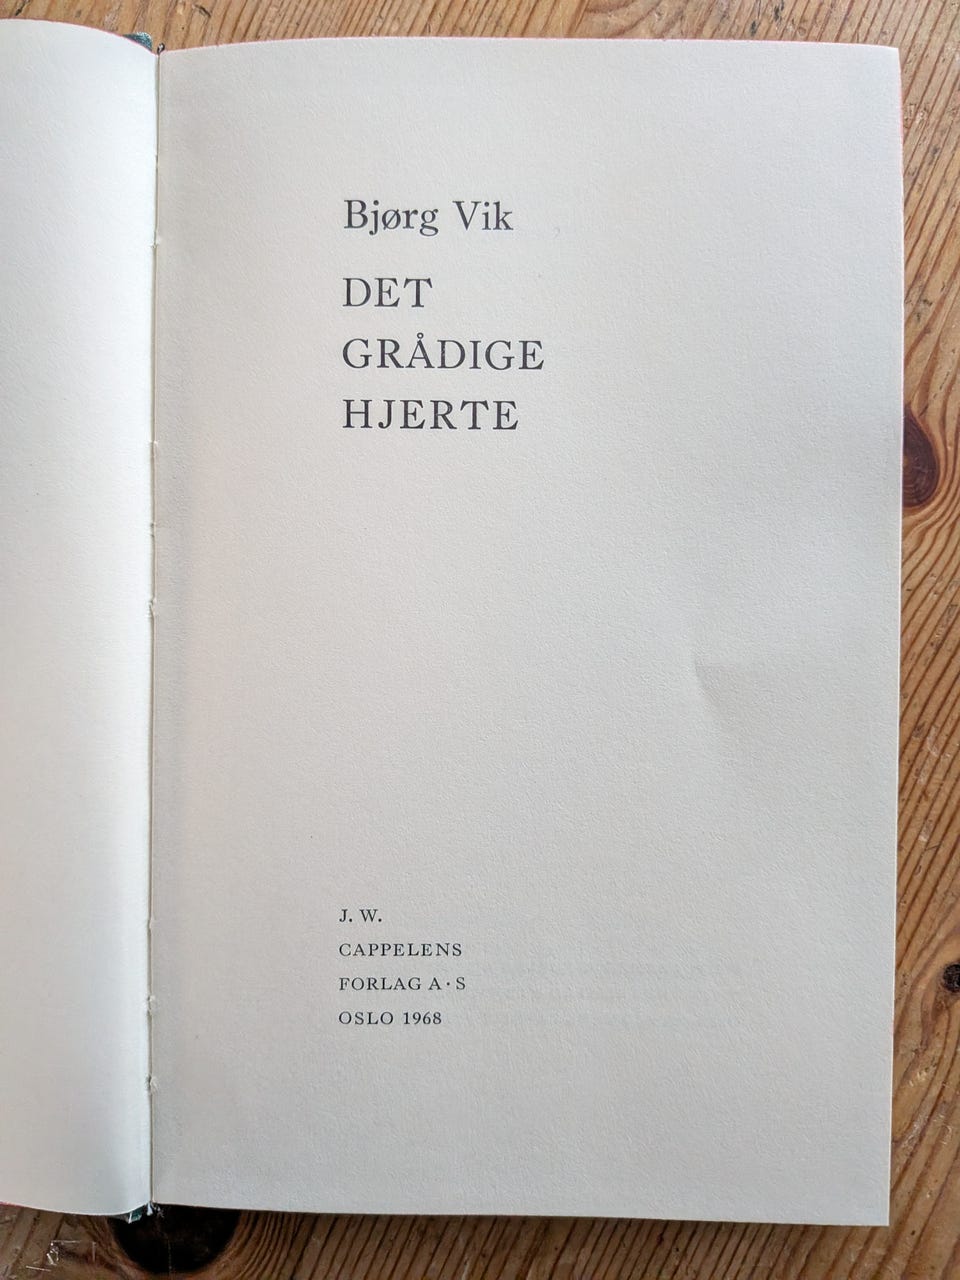 Bjørg Vik
DET
GRÅDIGE
HJERTE
J. W.
CAPPELENS
FORLAG A·S
OSLO 1968